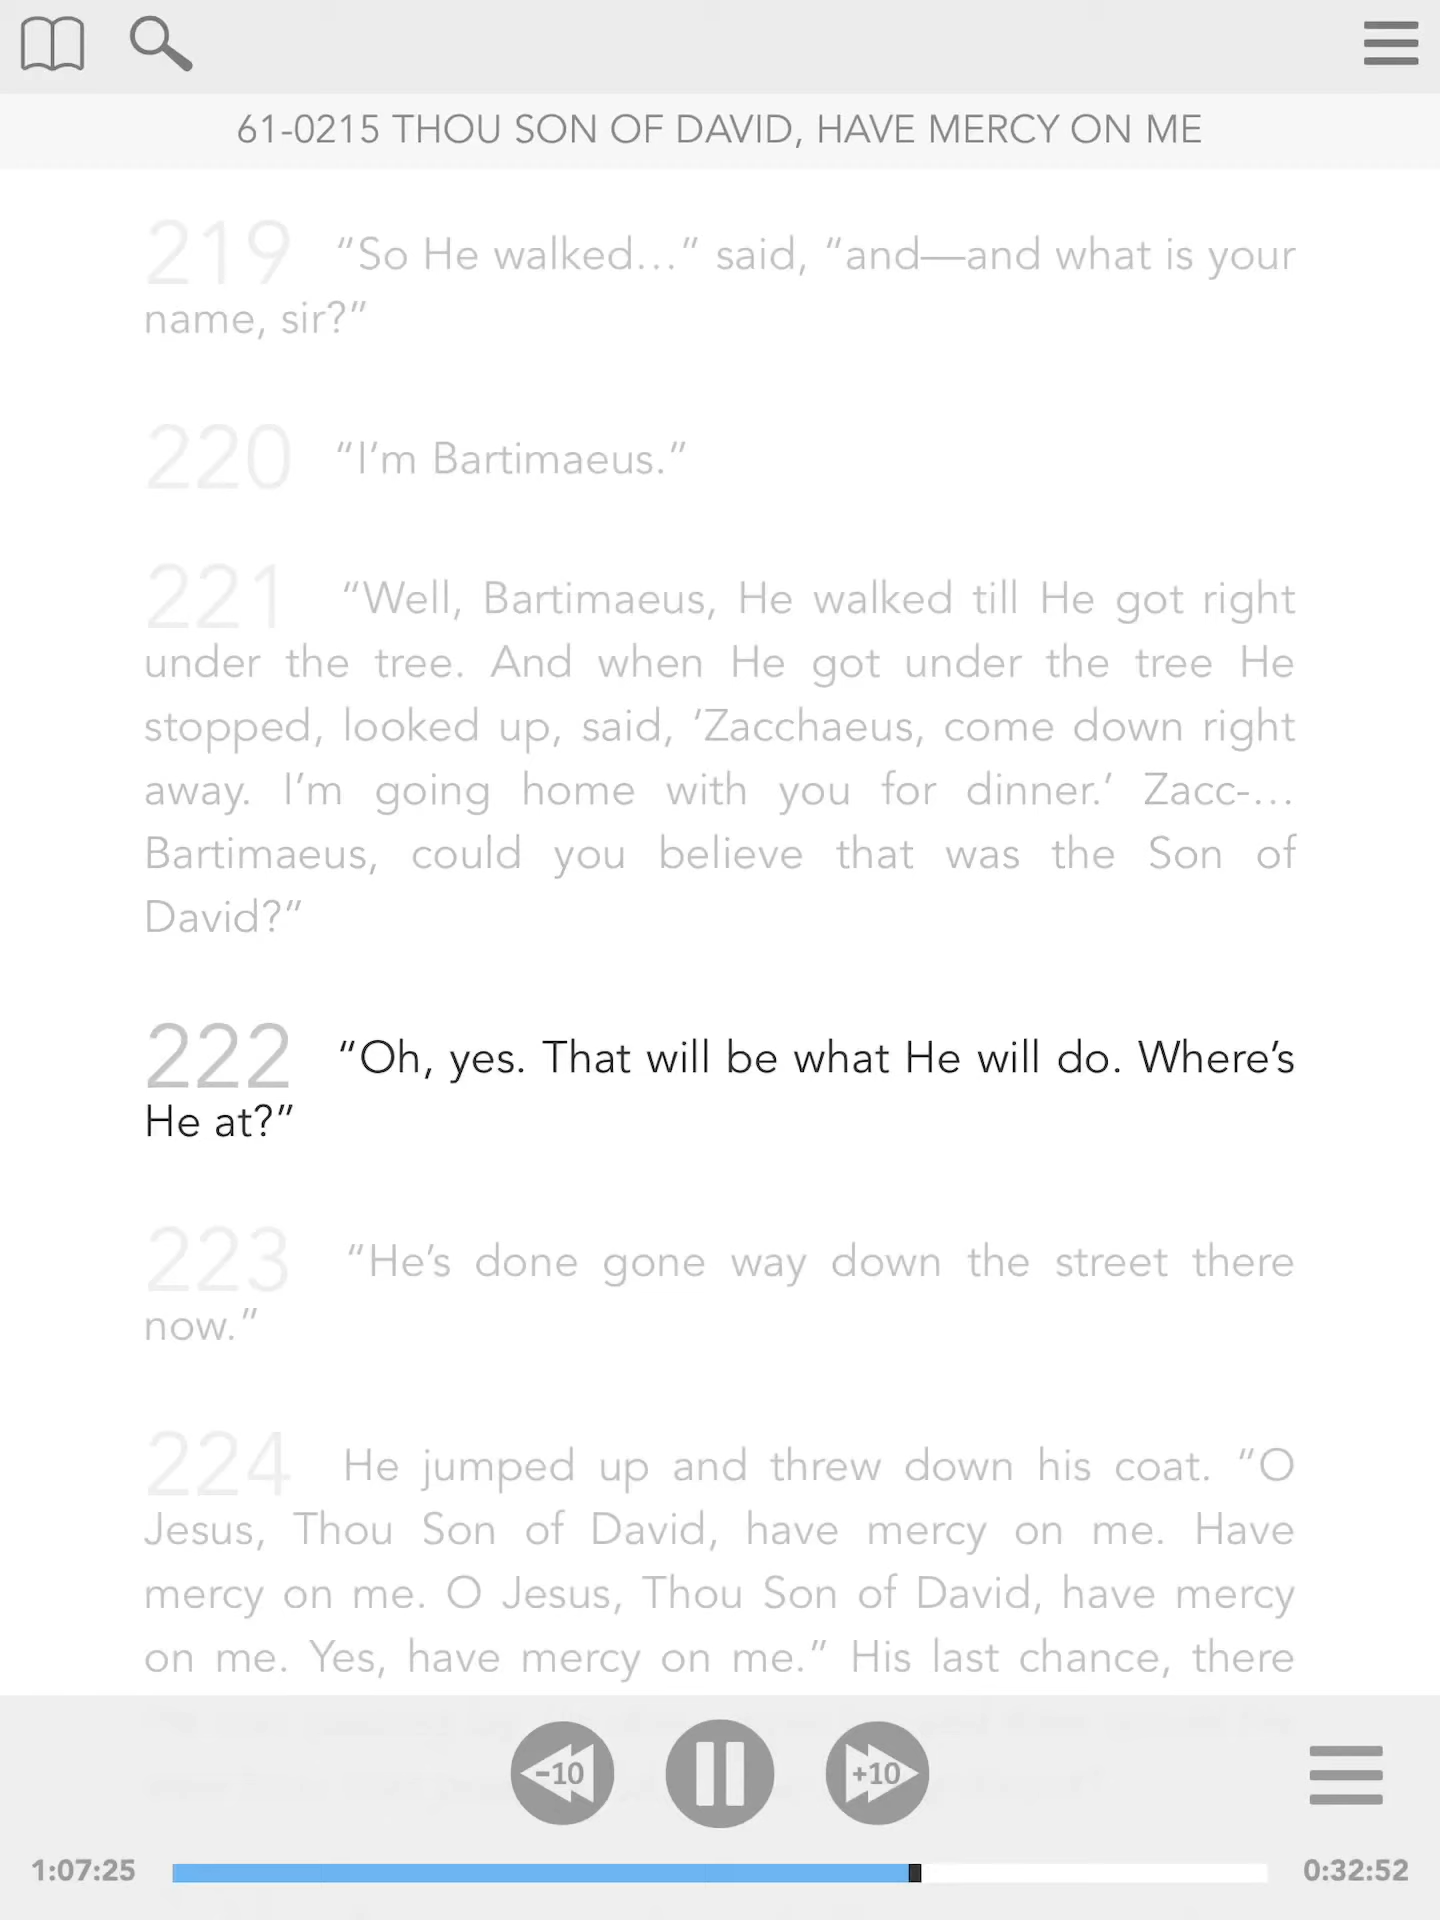 61-0215 THOU SON OF DAVID, HAVE MERCY ON ME
219 “So He walked…” said, “and—and what is your
name, sir?”
220 “I’m Bartimaeus.”
221 “Well, Bartimaeus, He walked till He got right
under the tree. And when He got under the tree He
stopped, looked up, said, ‘Zacchaeus, come down right
away. I’m going home with you for dinner.’ Zacc-…
Bartimaeus, could you believe that was the Son of
David?”
222 “Oh, yes. That will be what He will do. Where’s
He at?”
223 “He’s done gone way down the street there
now.”
224 He jumped up and threw down his coat. “O
Jesus, Thou Son of David, have mercy on me. Have
mercy on me. O Jesus, Thou Son of David, have mercy
on me. Yes, have mercy on me.” His last chance, there
-10 +10
1:07:25 0:32:52